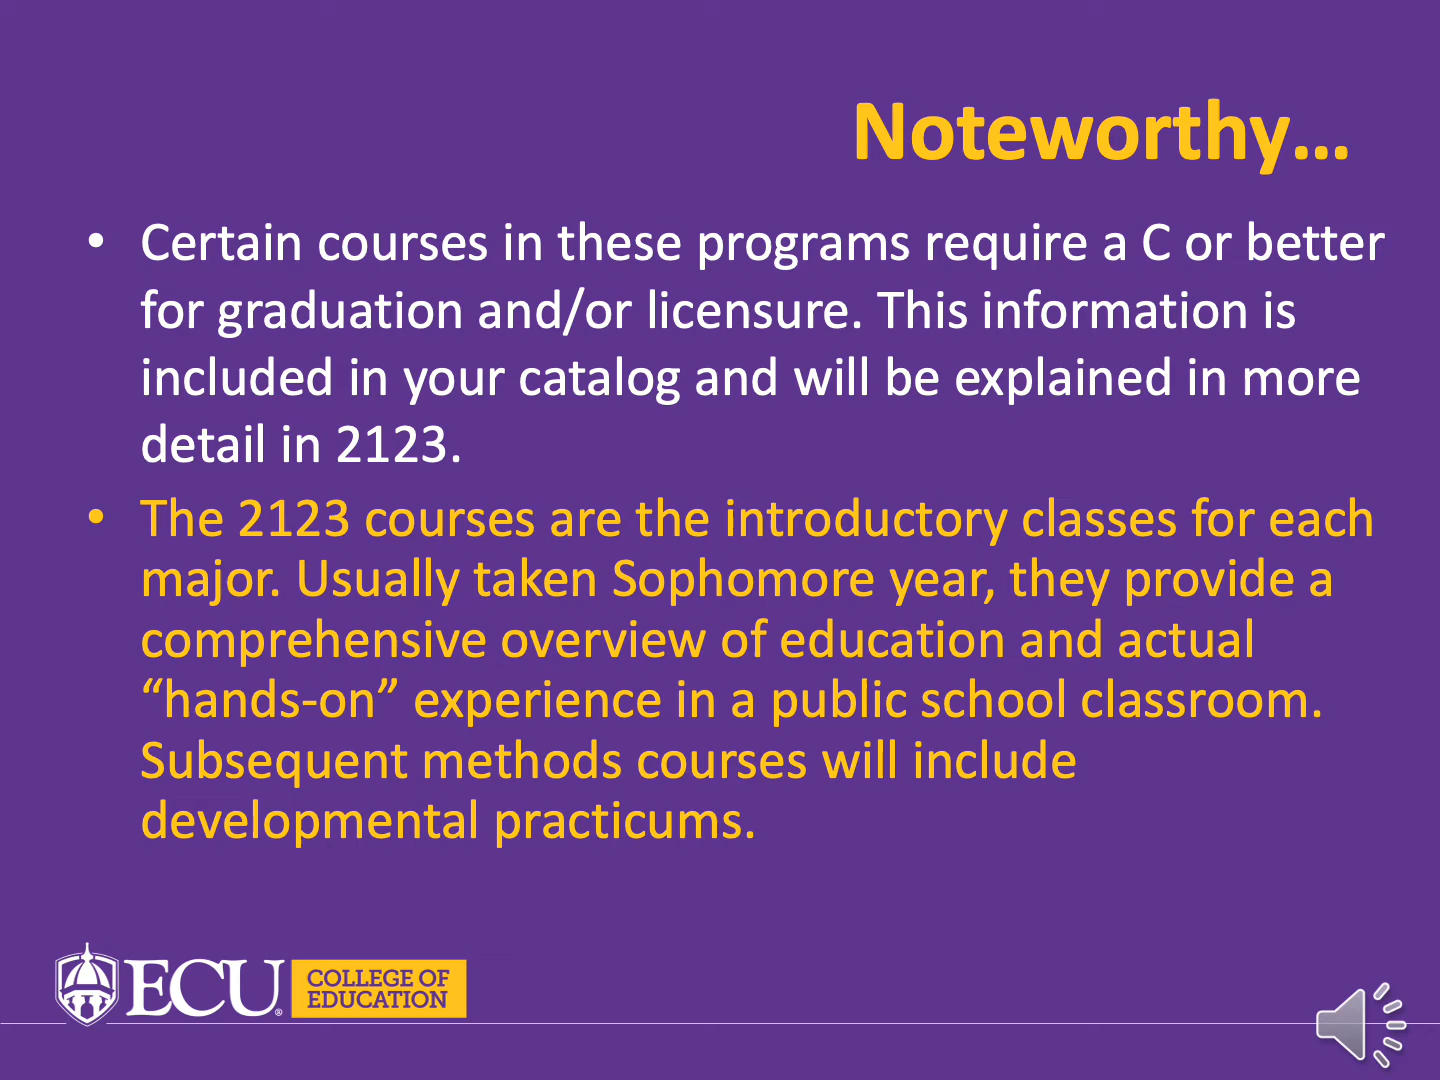 Noteworthy...
• Certain courses in these programs require a C or better
for graduation and/or licensure. This information is
included in your catalog and will be explained in more
detail in 2123.
• The 2123 courses are the introductory classes for each
major. Usually taken Sophomore year, they provide a
comprehensive overview of education and actual
“hands-on” experience in a public school classroom.
Subsequent methods courses will include
developmental practicums.
ECU®
COLLEGE OF
EDUCATION